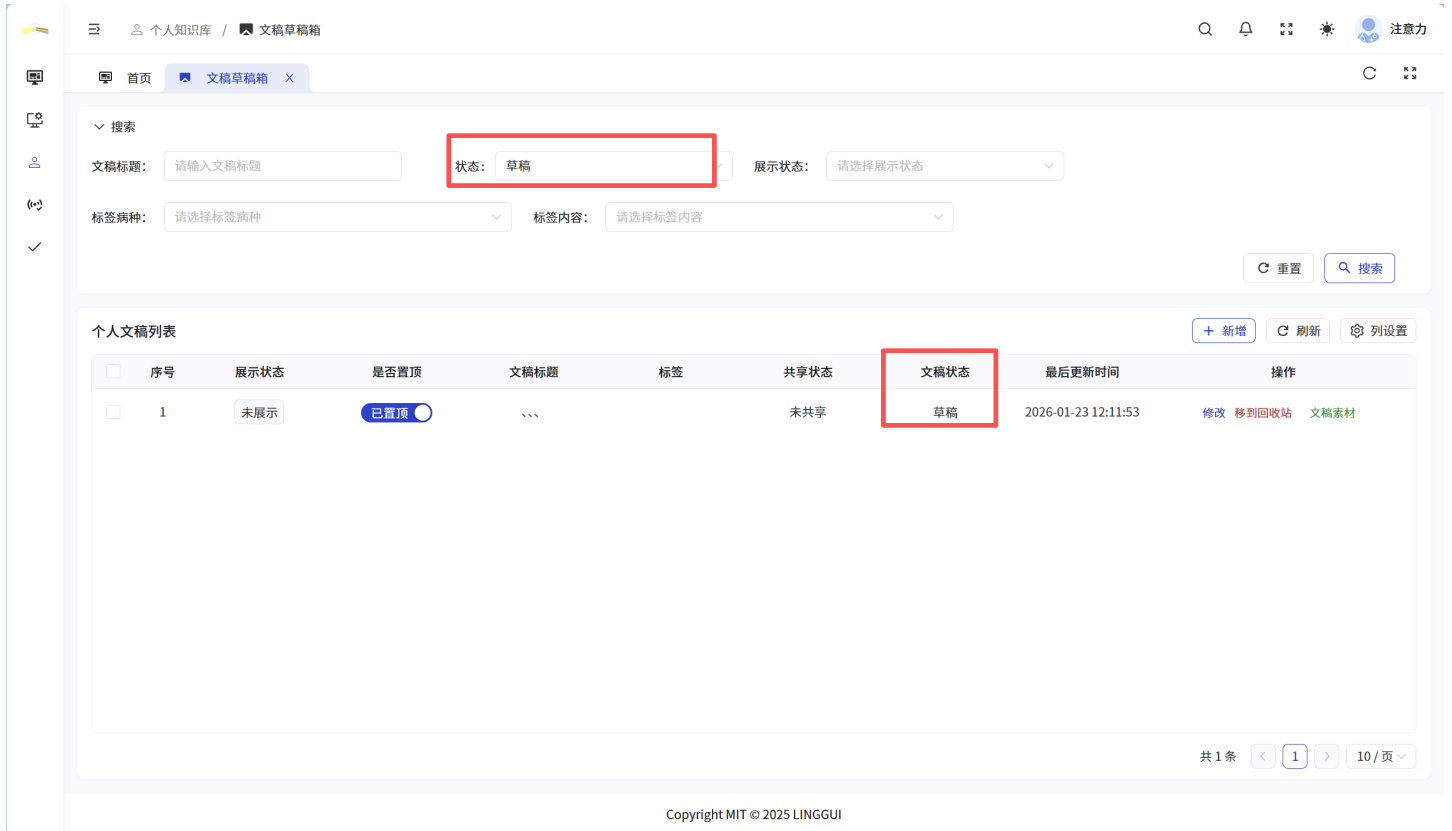 个人知识库 / 文稿草稿箱 注意力
首页 文稿草稿箱 X
搜索
文稿标题： 请输入文稿标题 状态： 草稿 展示状态： 请选择展示状态
标签病种： 请选择标签病种 标签内容： 请选择标签内容
重置 搜索
个人文稿列表 + 新增 刷新 列设置
序号 展示状态 是否置顶 文稿标题 标签 共享状态 文稿状态 最后更新时间 操作
1 未展示 已置顶 、、、 未共享 草稿 2026-01-23 12:11:53 修改 移到回收站 文稿素材
共 1 条 < 1 > 10 / 页
Copyright MIT © 2025 LINGGUI